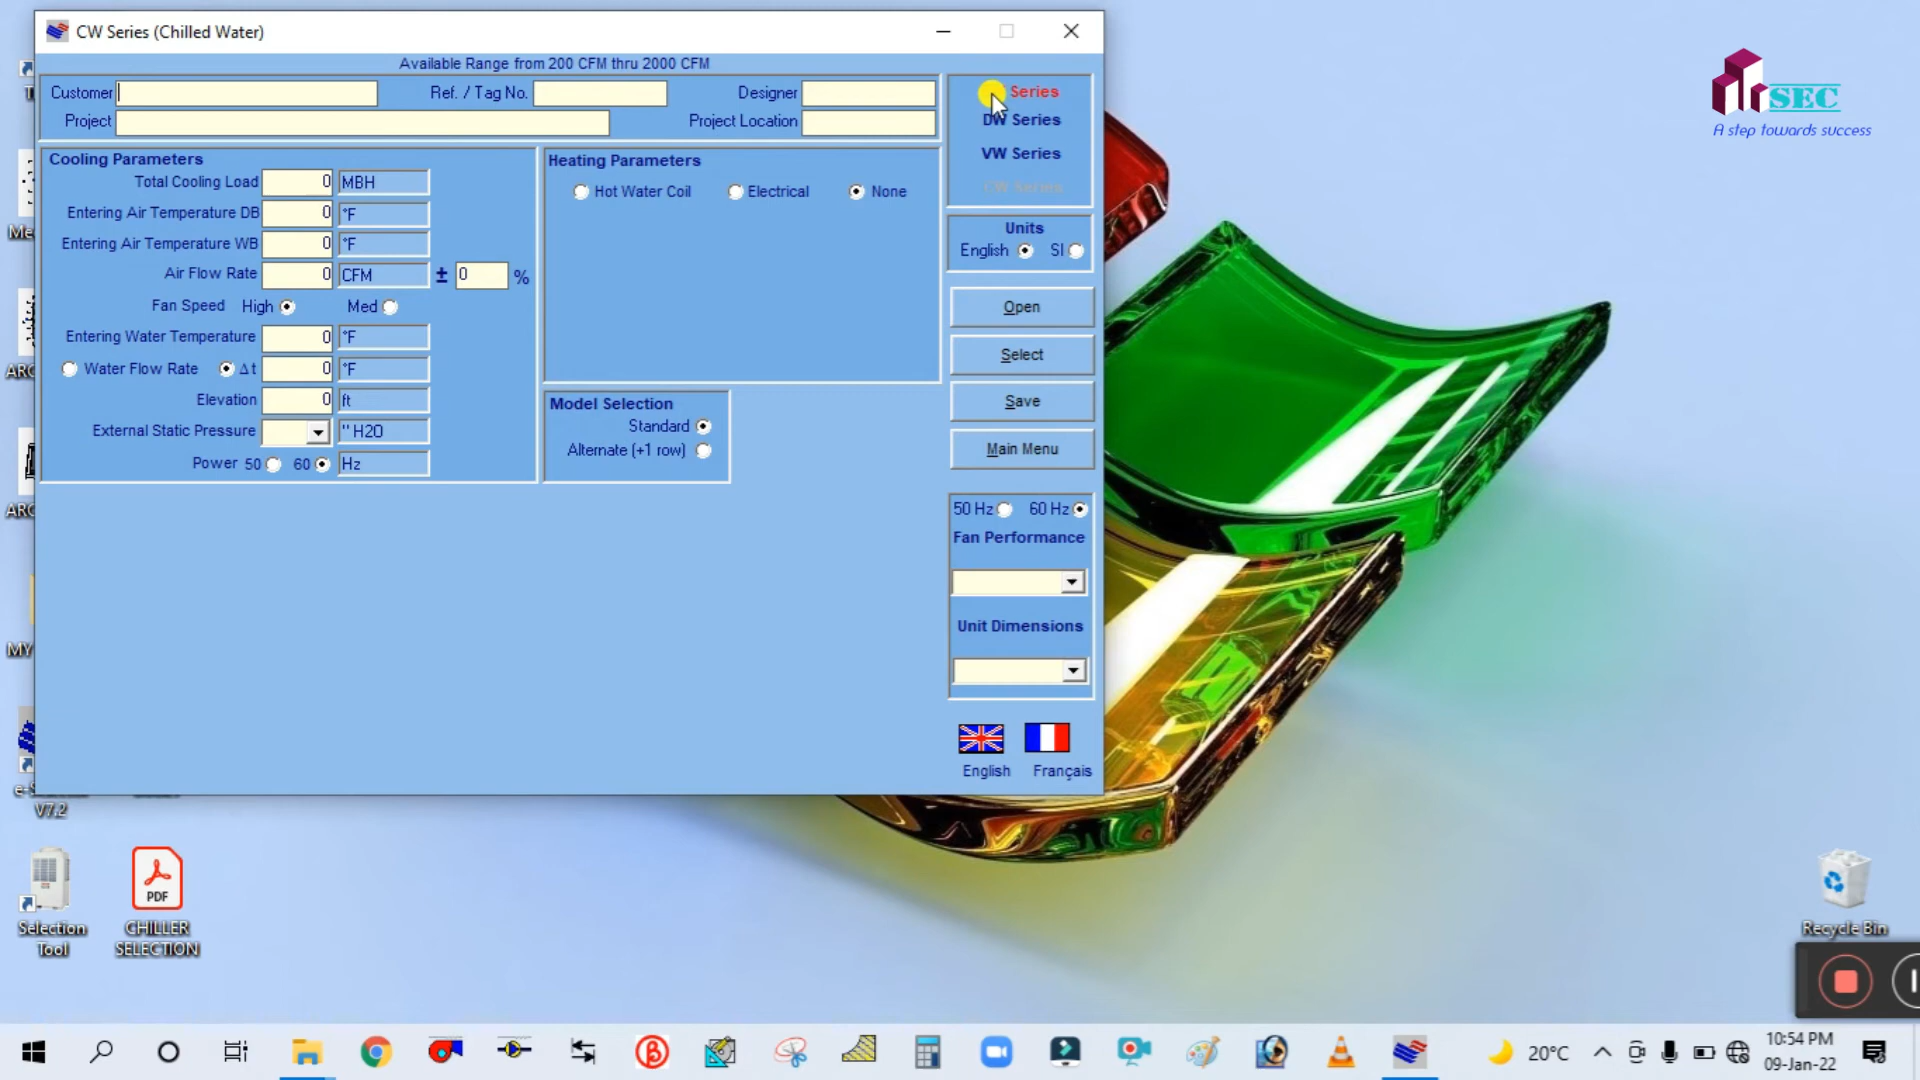 CW Series (Chilled Water)
Available Range from 200 CFM thru 2000 CFM
Customer
Ref. / Tag No.
Designer
Project
Project Location
Series
DW Series
VW Series
CW Series
Cooling Parameters
Total Cooling Load 0 MBH
Entering Air Temperature DB 0 °F
Entering Air Temperature WB 0 °F
Air Flow Rate 0 CFM ± 0 %
Fan Speed High Med
Entering Water Temperature 0 °F
Water Flow Rate Δt 0 °F
Elevation 0 ft
External Static Pressure " H2O
Power 50 60 Hz
Heating Parameters
Hot Water Coil Electrical None
Model Selection
Standard
Alternate (+1 row)
Units
English SI
Open
Select
Save
Main Menu
50 Hz 60 Hz
Fan Performance
Unit Dimensions
English Français
SEC
A step towards success
ARC
MY
V7.2
Selection
Tool
PDF
CHILLER
SELECTION
Recycle Bin
20°C
10:54 PM
09-Jan-22